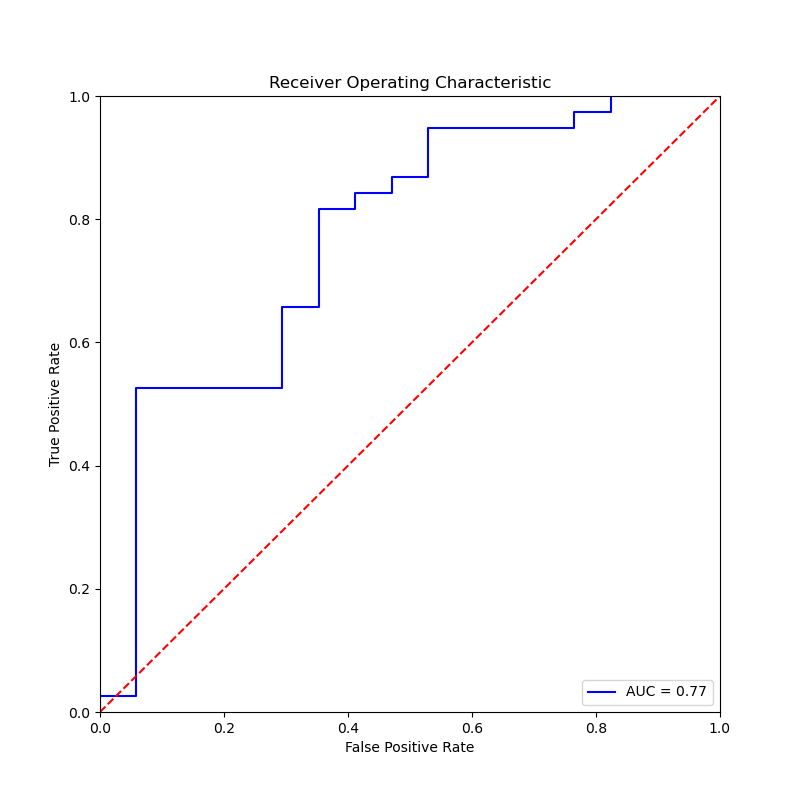 Receiver Operating Characteristic
1.0
0.8
0.6
0.4
0.2
0.0
True Positive Rate
AUC = 0.77
0.0 0.2 0.4 0.6 0.8 1.0
False Positive Rate